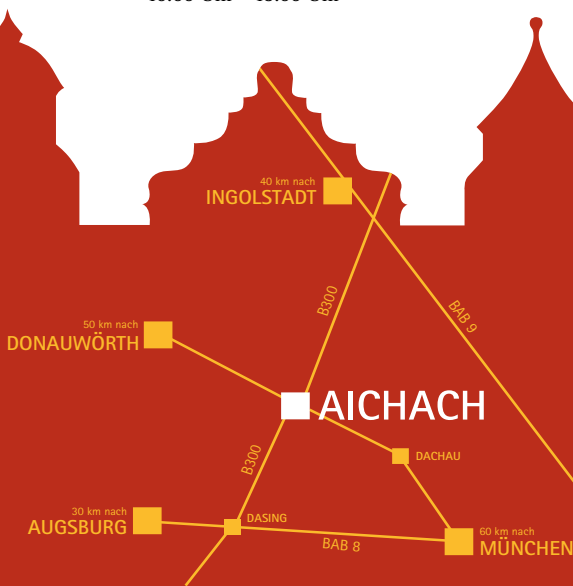 40 km nach
INGOLSTADT
B300
BAB 9
50 km nach
DONAUWÖRTH
AICHACH
B300
DACHAU
30 km nach
AUGSBURG
DASING
BAB 8
60 km nach
MÜNCHEN